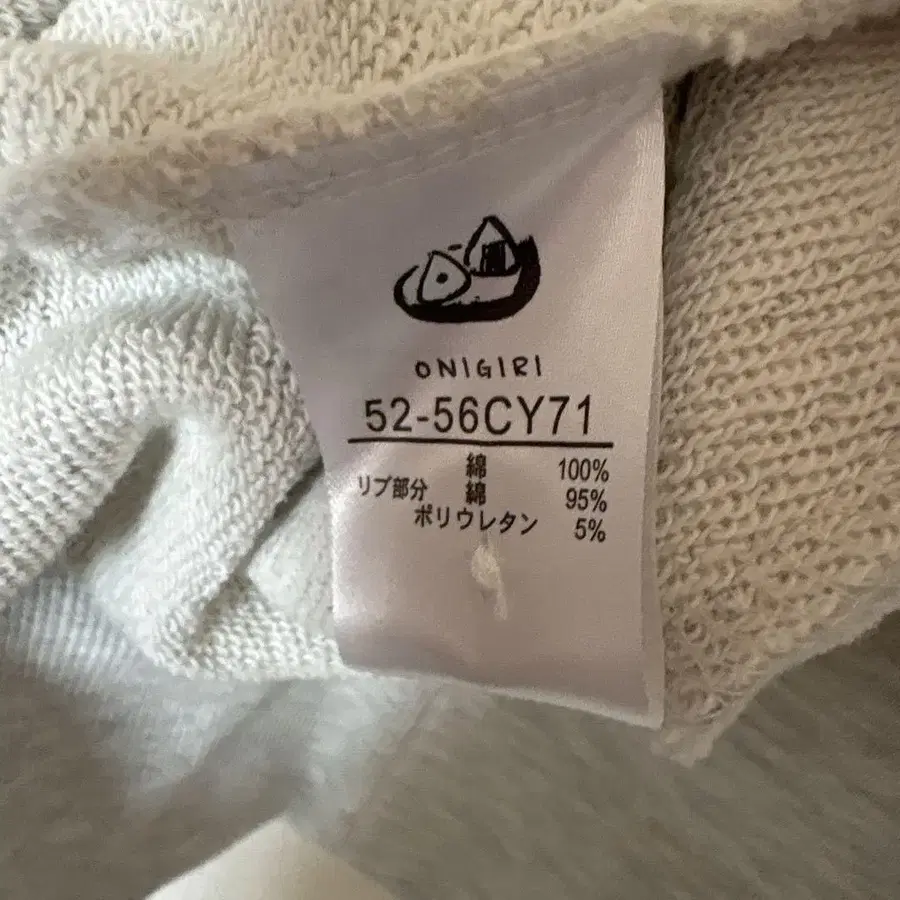 ONIGIRI
52-56CY71
綿 100%
リブ部分 綿 95%
ポリウレタン 5%